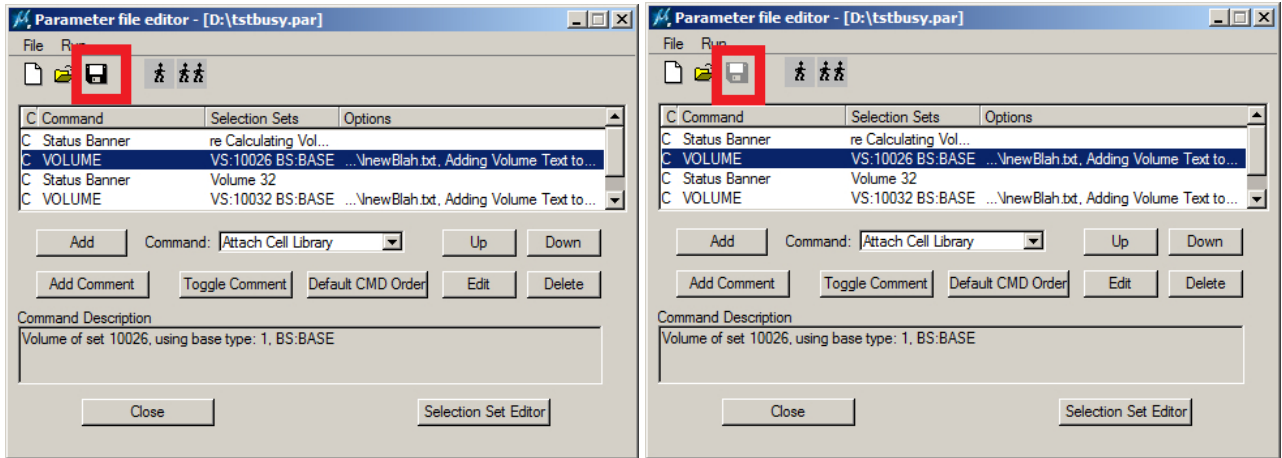 Parameter file editor - [D:\tstbusy.par]
File Run
C Command Selection Sets Options
C Status Banner re Calculating Vol...
C VOLUME VS:10026 BS:BASE ...\newBlah.txt, Adding Volume Text to...
C Status Banner Volume 32
C VOLUME VS:10032 BS:BASE ...\newBlah.txt, Adding Volume Text to...
Add Command: Attach Cell Library Up Down
Add Comment Toggle Comment Default CMD Order Edit Delete
Command Description
Volume of set 10026, using base type: 1, BS:BASE
Close Selection Set Editor
Parameter file editor - [D:\tstbusy.par]
File Run
C Command Selection Sets Options
C Status Banner re Calculating Vol...
C VOLUME VS:10026 BS:BASE ...\newBlah.txt, Adding Volume Text to...
C Status Banner Volume 32
C VOLUME VS:10032 BS:BASE ...\newBlah.txt, Adding Volume Text to...
Add Command: Attach Cell Library Up Down
Add Comment Toggle Comment Default CMD Order Edit Delete
Command Description
Volume of set 10026, using base type: 1, BS:BASE
Close Selection Set Editor